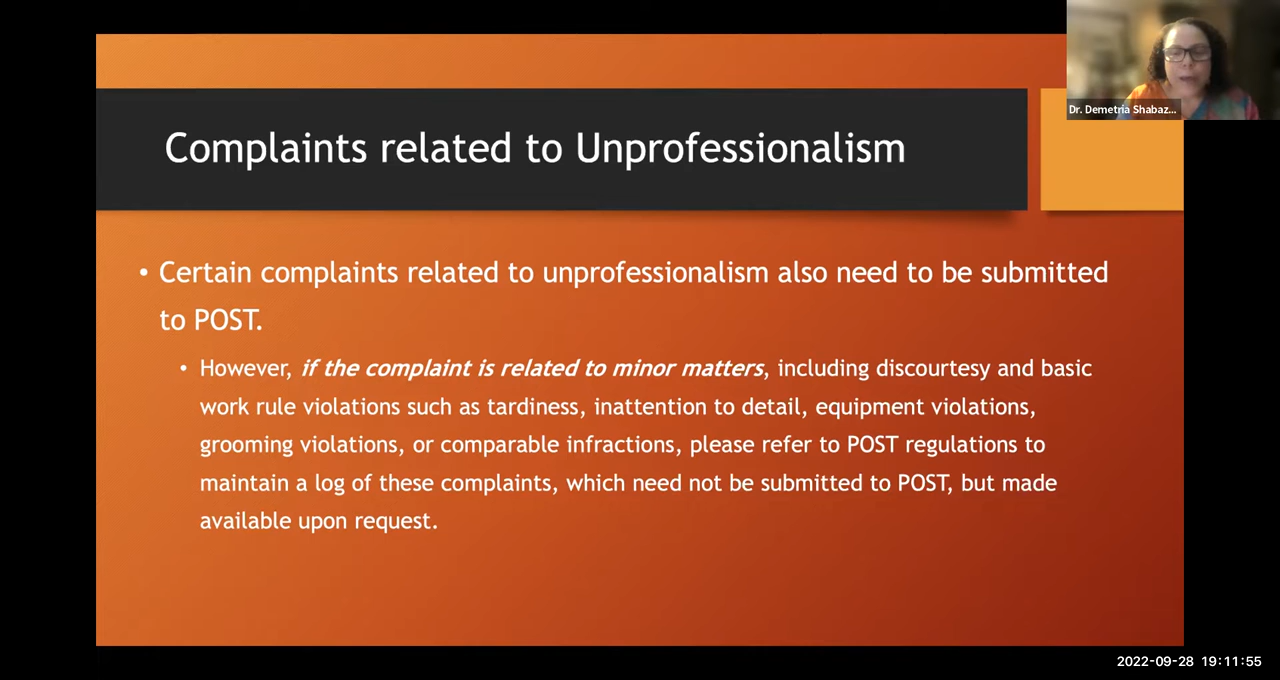 Dr. Demetria Shabaz...
Complaints related to Unprofessionalism
• Certain complaints related to unprofessionalism also need to be submitted
to POST.
• However, if the complaint is related to minor matters, including discourtesy and basic
work rule violations such as tardiness, inattention to detail, equipment violations,
grooming violations, or comparable infractions, please refer to POST regulations to
maintain a log of these complaints, which need not be submitted to POST, but made
available upon request.
2022-09-28 19:11:55